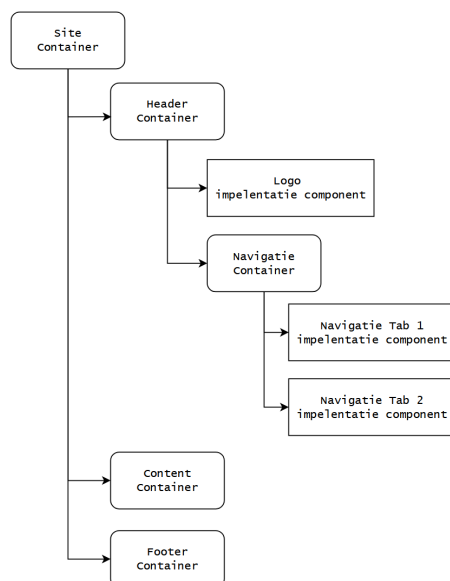 Site
Container
Header
Container
Logo
impelentatie component
Navigatie
Container
Navigatie Tab 1
impelentatie component
Navigatie Tab 2
impelentatie component
Content
Container
Footer
Container